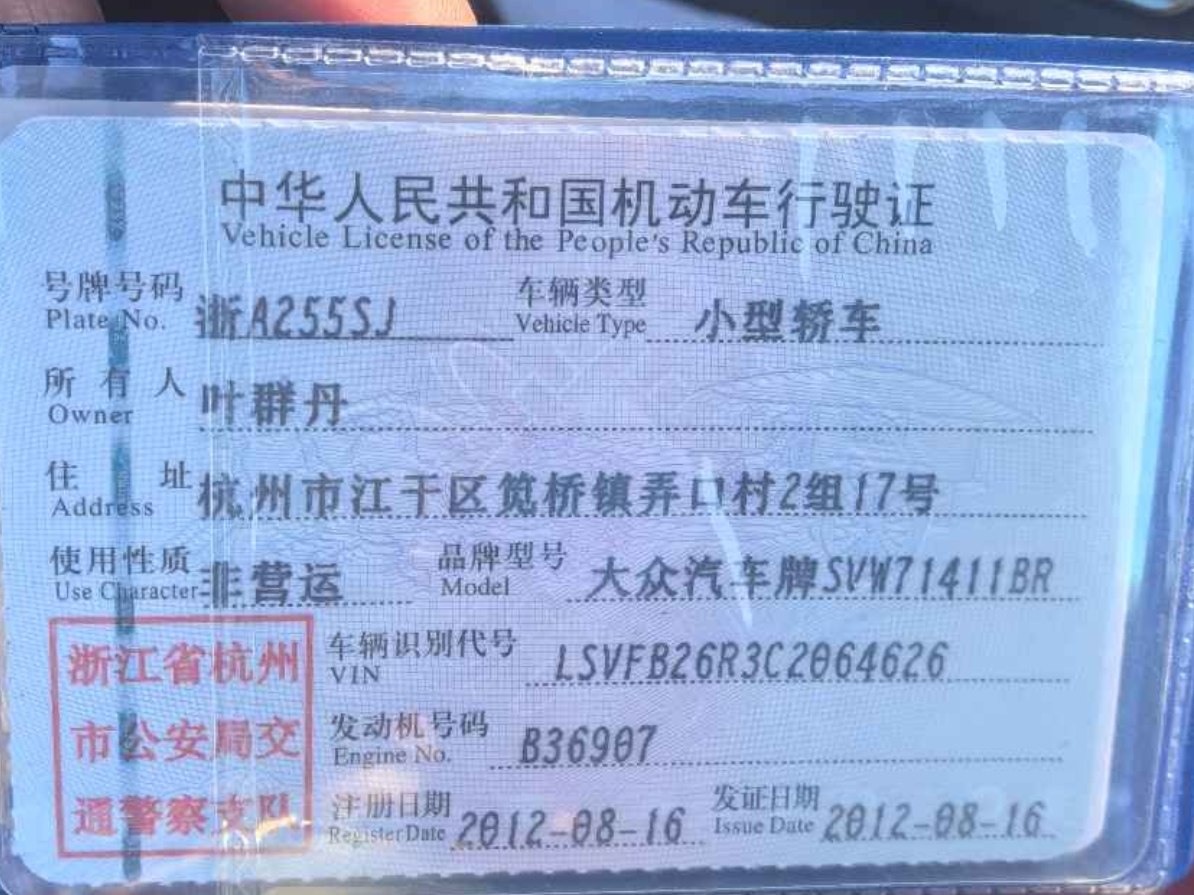 中华人民共和国机动车行驶证
Vehicle License of the People's Republic of China
号牌号码 浙A255SJ 车辆类型 小型轿车
Plate No. Vehicle Type
所有人 叶群丹
Owner
住址 杭州市江干区笕桥镇弄口村2组17号
Address
使用性质 非营运 品牌型号 大众汽车牌SVW71411BR
Use Character Model
浙江省杭州
市公安局交
通警察支队
车辆识别代号 LSVFB26R3C2064626
VIN
发动机号码 B36907
Engine No.
注册日期 2012-08-16 发证日期 2012-08-16
Register Date Issue Date